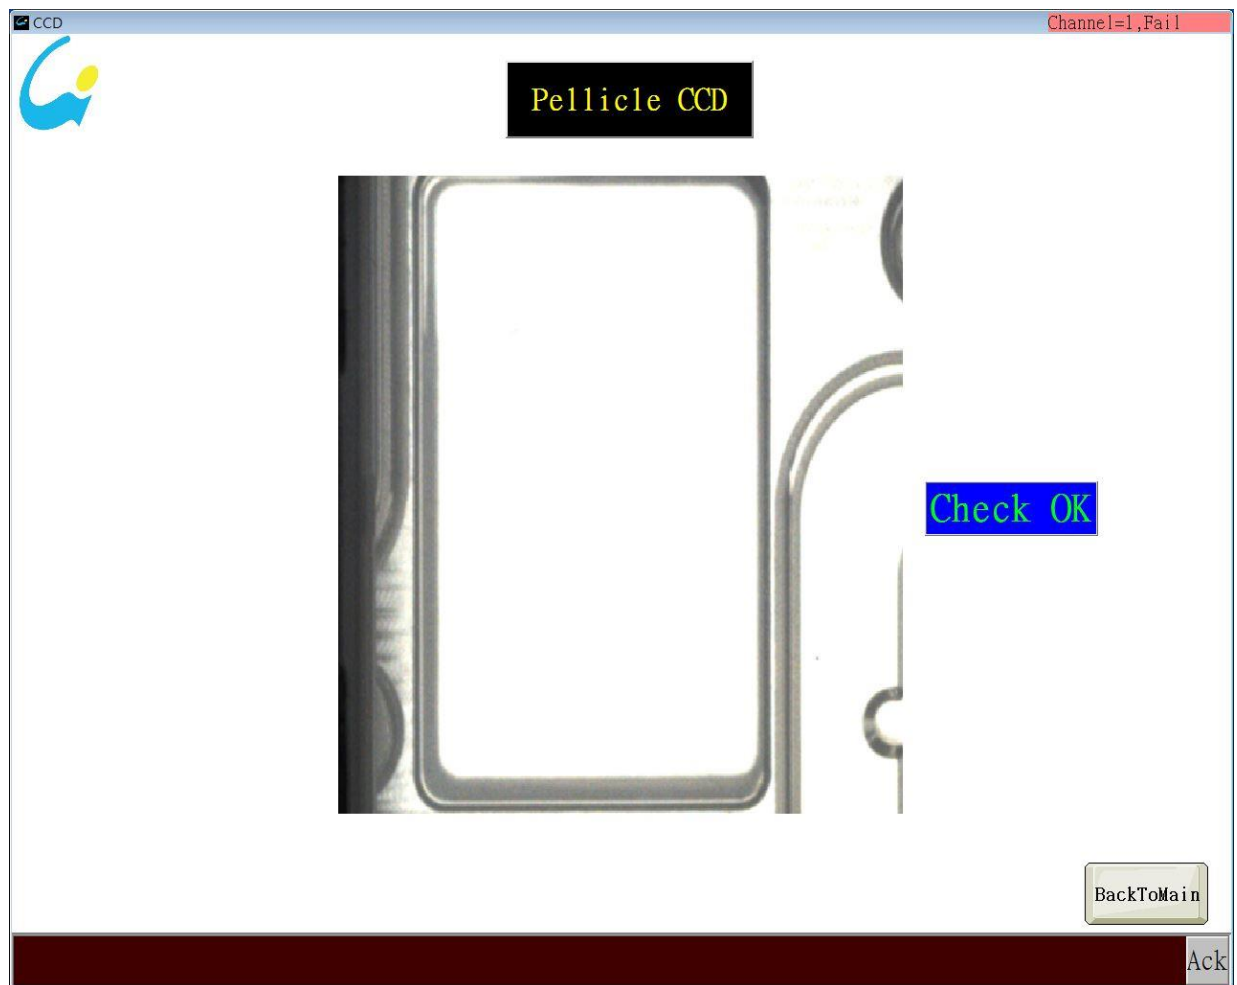 CCD
Channel=1,Fail
Pellicle CCD
Check OK
BackToMain
Ack